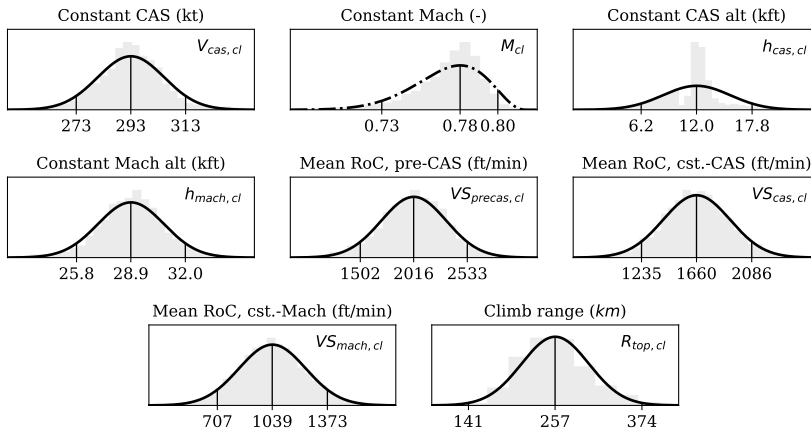 Constant CAS (kt) Constant Mach (-) Constant CAS alt (kft)
V_cas,cl M_cl h_cas,cl
273 293 313 0.73 0.78 0.80 6.2 12.0 17.8
Constant Mach alt (kft) Mean RoC, pre-CAS (ft/min) Mean RoC, cst.-CAS (ft/min)
h_mach,cl VS_precas,cl VS_cas,cl
25.8 28.9 32.0 1502 2016 2533 1235 1660 2086
Mean RoC, cst.-Mach (ft/min) Climb range (km)
VS_mach,cl R_top,cl
707 1039 1373 141 257 374